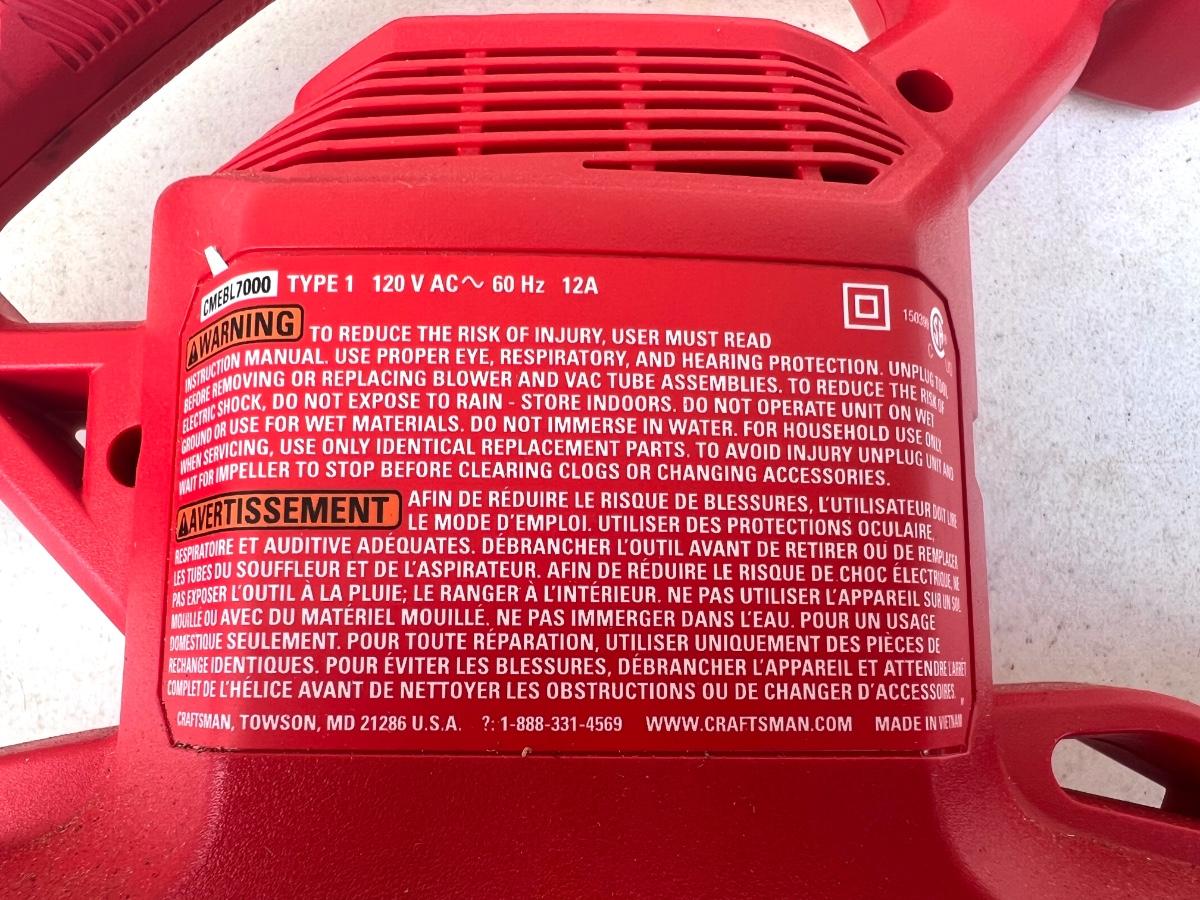 CMEBL7000 TYPE 1 120 V AC∿ 60 Hz 12A
WARNING TO REDUCE THE RISK OF INJURY, USER MUST READ
INSTRUCTION MANUAL. USE PROPER EYE, RESPIRATORY, AND HEARING PROTECTION. UNPLUG TOOL
BEFORE REMOVING OR REPLACING BLOWER AND VAC TUBE ASSEMBLIES. TO REDUCE THE RISK OF
ELECTRIC SHOCK, DO NOT EXPOSE TO RAIN - STORE INDOORS. DO NOT OPERATE UNIT ON WET
GROUND OR USE FOR WET MATERIALS. DO NOT IMMERSE IN WATER. FOR HOUSEHOLD USE ONLY
WHEN SERVICING, USE ONLY IDENTICAL REPLACEMENT PARTS. TO AVOID INJURY UNPLUG UNIT AND
WAIT FOR IMPELLER TO STOP BEFORE CLEARING CLOGS OR CHANGING ACCESSORIES.
AVERTISSEMENT AFIN DE RÉDUIRE LE RISQUE DE BLESSURES, L'UTILISATEUR DOIT LIRE
LE MODE D'EMPLOI. UTILISER DES PROTECTIONS OCULAIRE,
RESPIRATOIRE ET AUDITIVE ADÉQUATES. DÉBRANCHER L'OUTIL AVANT DE RETIRER OU DE REMPLACER
LES TUBES DU SOUFFLEUR ET DE L'ASPIRATEUR. AFIN DE RÉDUIRE LE RISQUE DE CHOC ÉLECTRIQUE, NE
PAS EXPOSER L'OUTIL À LA PLUIE; LE RANGER À L'INTÉRIEUR. NE PAS UTILISER L'APPAREIL SUR UN SOL
MOUILLÉ OU AVEC DU MATÉRIEL MOUILLÉ. NE PAS IMMERGER DANS L'EAU. POUR UN USAGE
DOMESTIQUE SEULEMENT. POUR TOUTE RÉPARATION, UTILISER UNIQUEMENT DES PIÈCES DE
RECHANGE IDENTIQUES. POUR ÉVITER LES BLESSURES, DÉBRANCHER L'APPAREIL ET ATTENDRE L'ARRET
COMPLET DE L'HÉLICE AVANT DE NETTOYER LES OBSTRUCTIONS OU DE CHANGER D'ACCESSOIRES.
CRAFTSMAN, TOWSON, MD 21286 U.S.A. ?: 1-888-331-4569 WWW.CRAFTSMAN.COM MADE IN VIETNAM